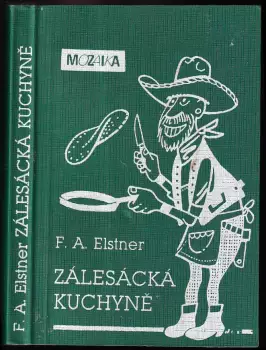 F. A. Elstner ZÁLESÁCKÁ KUCHYNĚ
MOZAIKA
F. A. Elstner
ZÁLESÁCKÁ
KUCHYNĚ